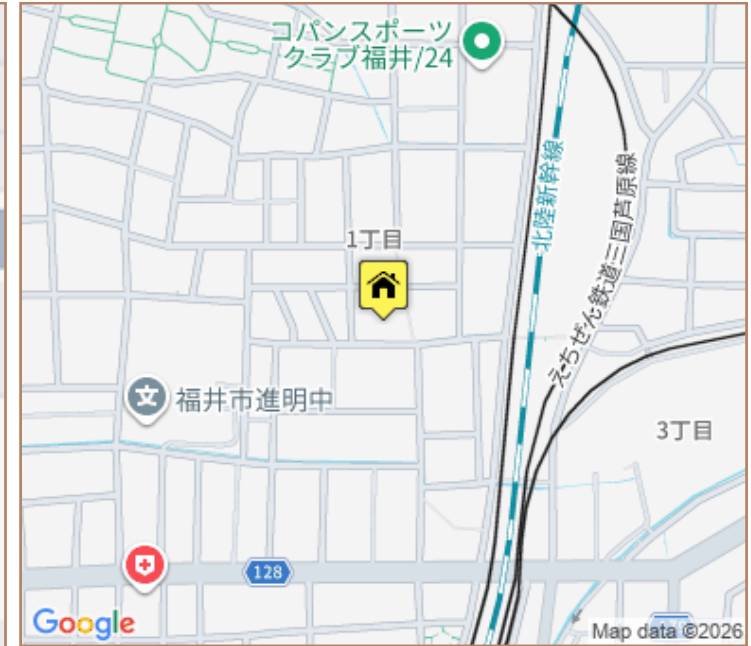 コパンスポーツ
クラブ福井/24
北陸新幹線
えちぜん鉄道三国芦原線
1丁目
文
福井市進明中
3丁目
128
Google
Map data ©2026